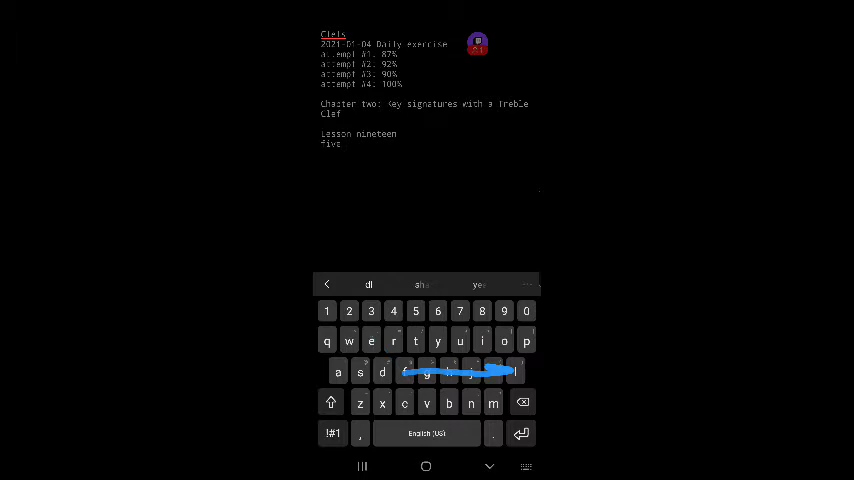 Clefs
2021-01-04 Daily exercise
attempt #1: 87%
attempt #2: 92%
attempt #3: 90%
attempt #4: 100%
Chapter two: Key signatures with a Treble
Clef
Lesson nineteen
five
dl
1 2 3 4 5 6 7 8 9 0
q w e r t y u i o p
a s d f g h j l
z x c v b n m
!#1 , English (US) .